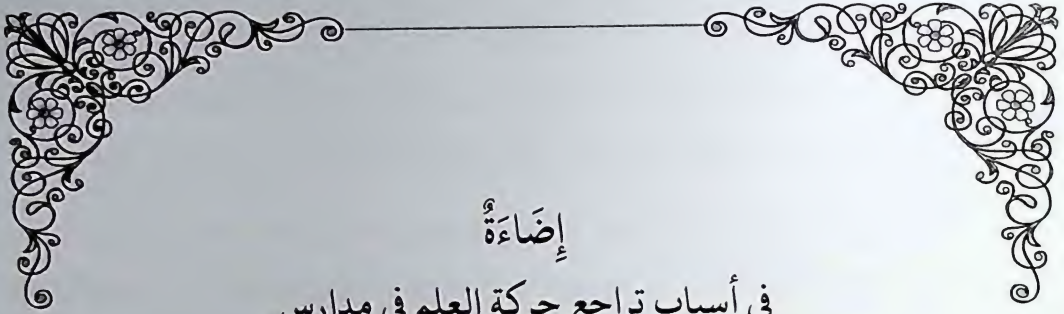 إِضَاءَةٌ
في أسباب تراجع حركة العلم في مدارس